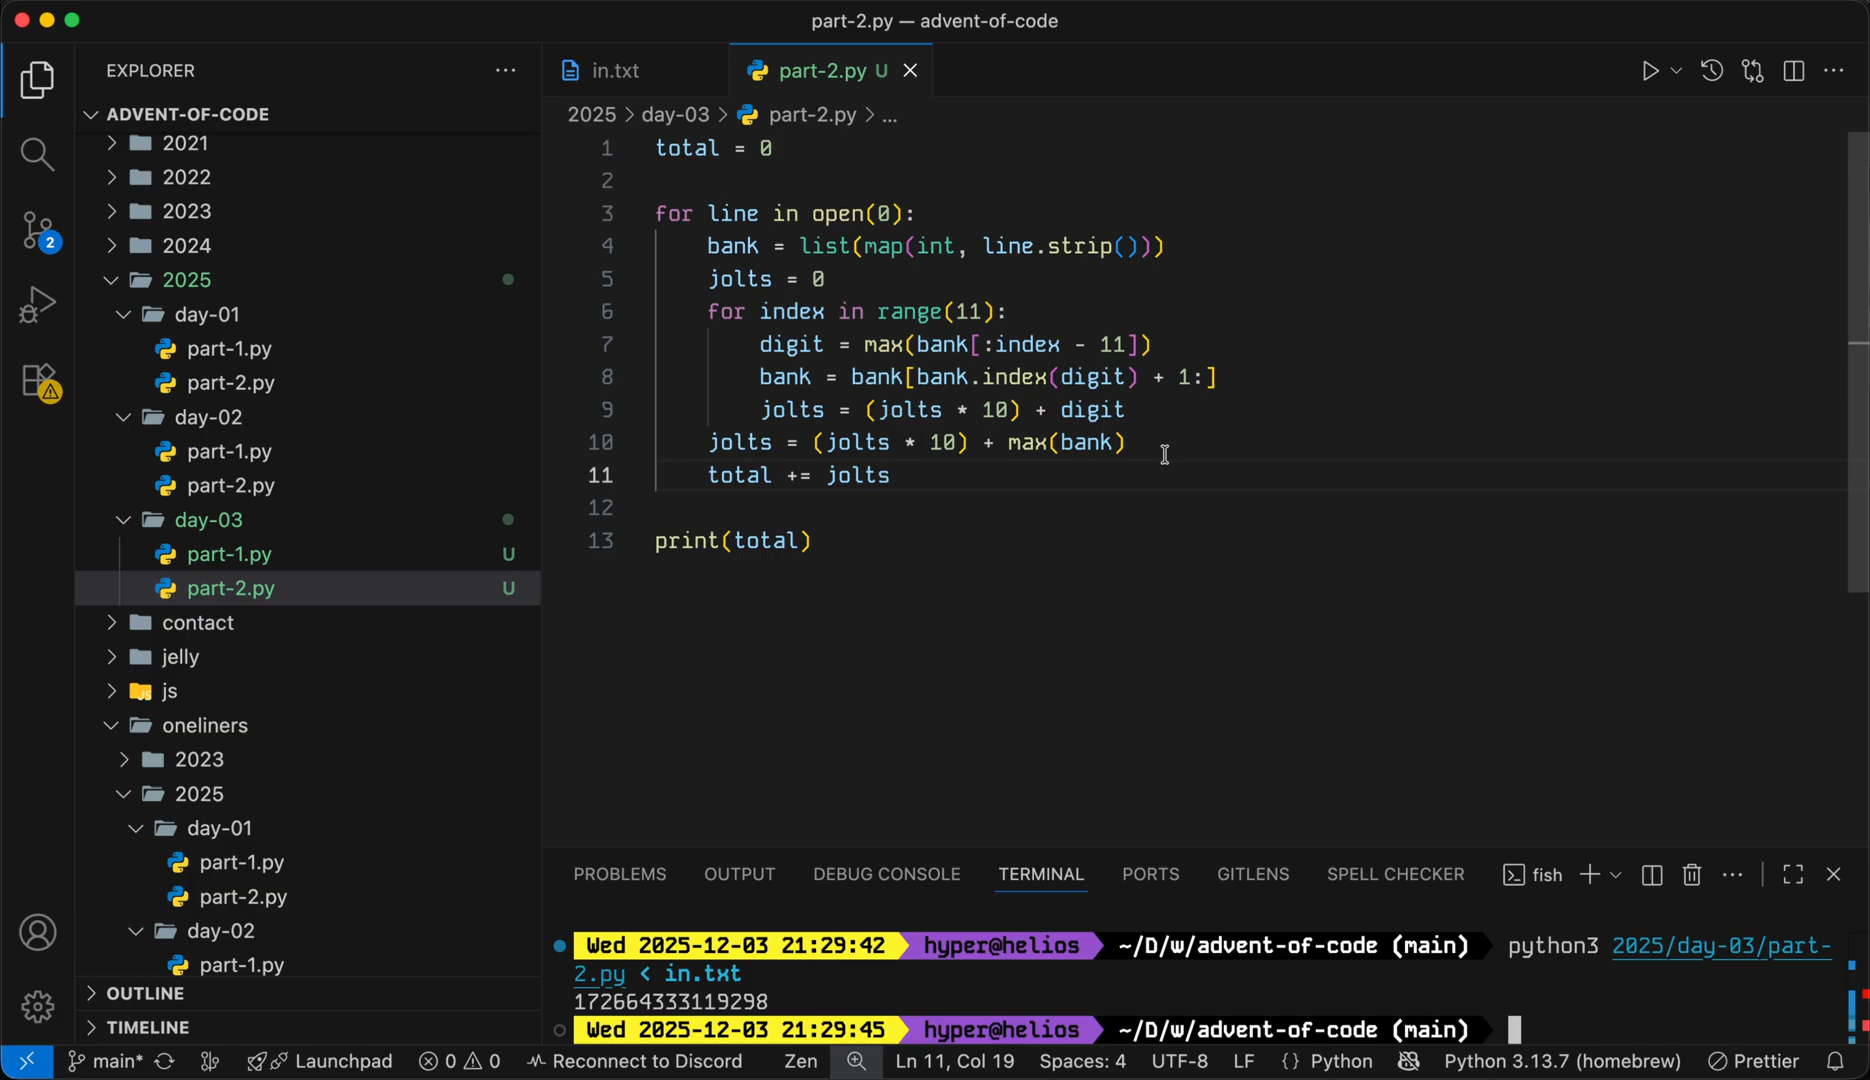 part-2.py — advent-of-code
EXPLORER
ADVENT-OF-CODE
2021
2022
2023
2024
2025
day-01
part-1.py
part-2.py
day-02
part-1.py
part-2.py
day-03
part-1.py U
part-2.py U
contact
jelly
js
oneliners
2023
2025
day-01
part-1.py
part-2.py
day-02
part-1.py
OUTLINE
TIMELINE
2
in.txt
part-2.py U
2025 > day-03 > part-2.py > ...
1 total = 0
2
3 for line in open(0):
4     bank = list(map(int, line.strip()))
5     jolts = 0
6     for index in range(11):
7         digit = max(bank[:index - 11])
8         bank = bank[bank.index(digit) + 1:]
9         jolts = (jolts * 10) + digit
10     jolts = (jolts * 10) + max(bank)
11     total += jolts
12
13 print(total)
PROBLEMS OUTPUT DEBUG CONSOLE TERMINAL PORTS GITLENS SPELL CHECKER fish
Wed 2025-12-03 21:29:42 hyper@helios ~/D/w/advent-of-code (main) python3 2025/day-03/part-
2.py < in.txt
172664333119298
Wed 2025-12-03 21:29:45 hyper@helios ~/D/w/advent-of-code (main)
main* Launchpad 0 0 Reconnect to Discord Zen Ln 11, Col 19 Spaces: 4 UTF-8 LF {} Python Python 3.13.7 (homebrew) Prettier